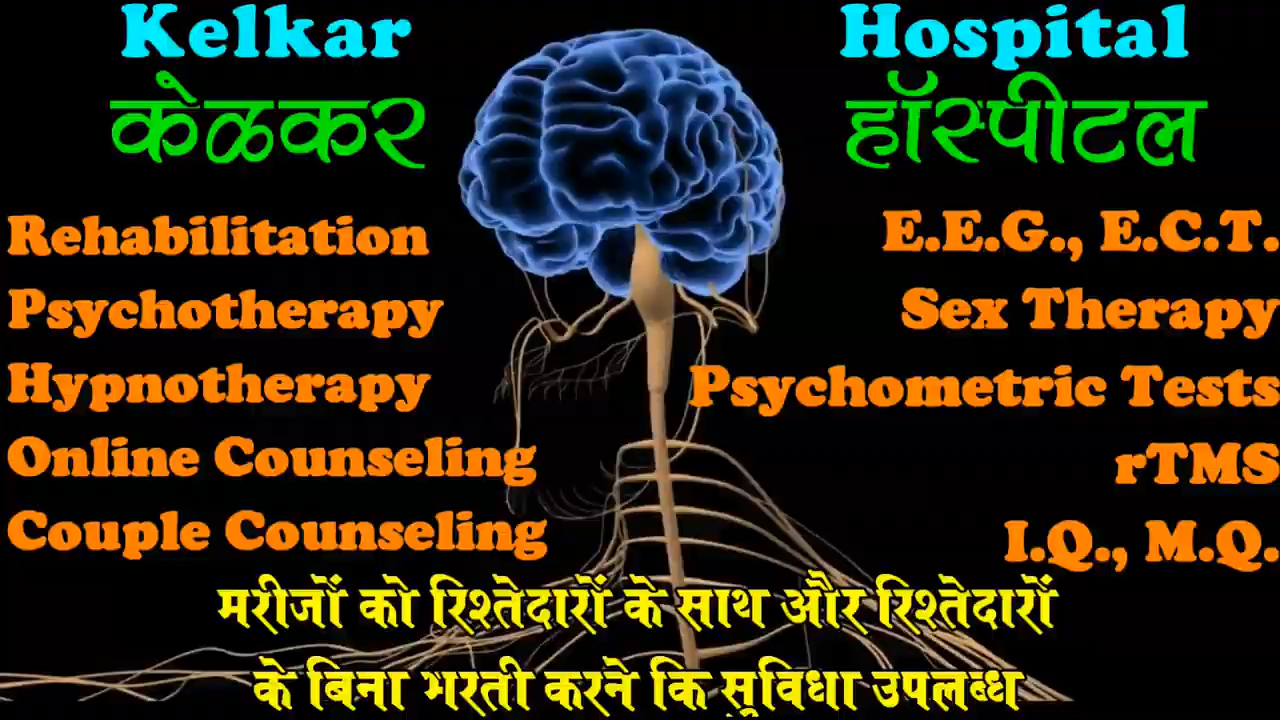 Kelkar Hospital
केळकर हॉस्पीटल
Rehabilitation
Psychotherapy
Hypnotherapy
Online Counseling
Couple Counseling
E.E.G., E.C.T.
Sex Therapy
Psychometric Tests
rTMS
I.Q., M.Q.
मरीजों को रिश्तेदारों के साथ और रिश्तेदारों
के बिना भरती करने कि सुविधा उपलब्ध